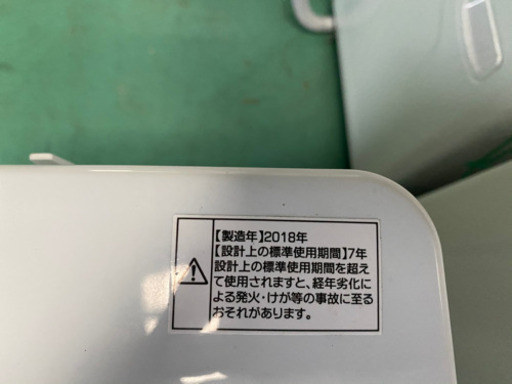 【製造年】2018年
【設計上の標準使用期間】7年
設計上の標準使用期間を超え
て使用されますと、経年劣化に
よる発火・けが等の事故に至る
おそれがあります。